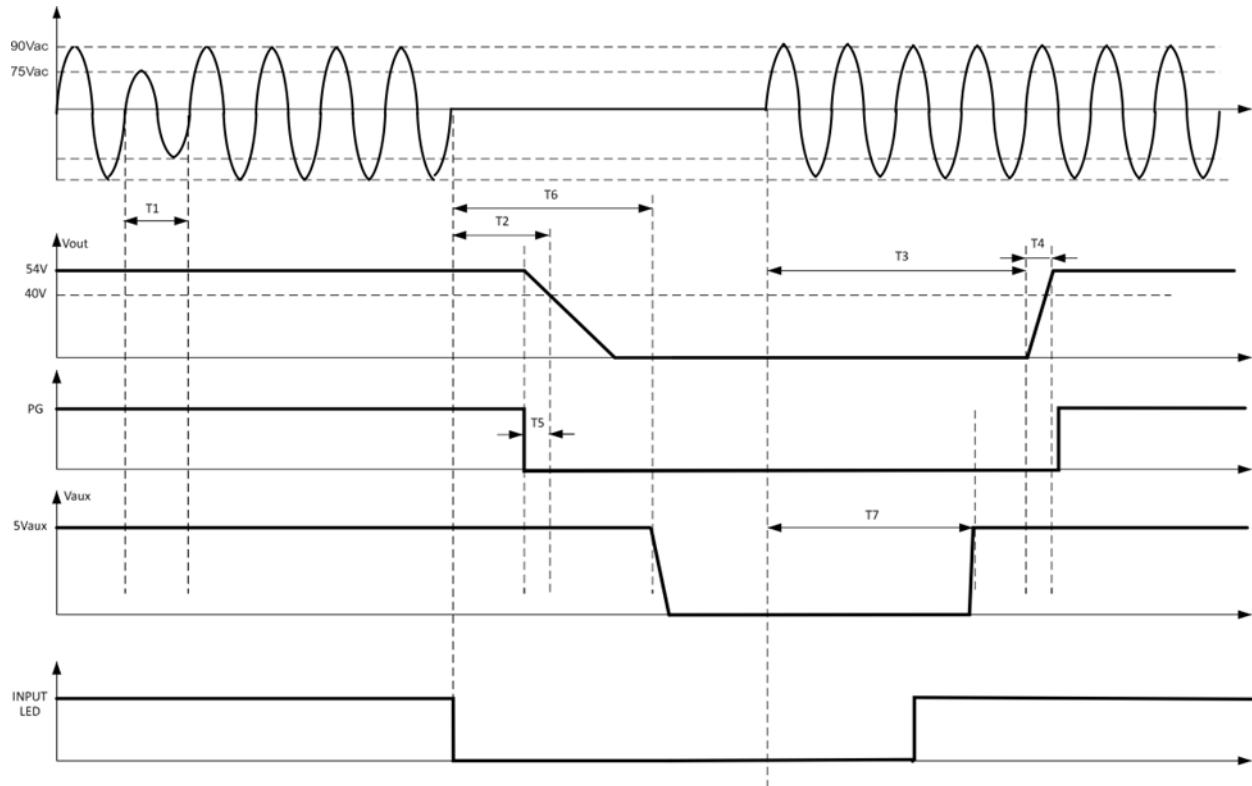 90Vac
75Vac
T1
T6
T2
Vout
54V
40V
T3
T4
PG
T5
Vaux
5Vaux
T7
INPUT
LED